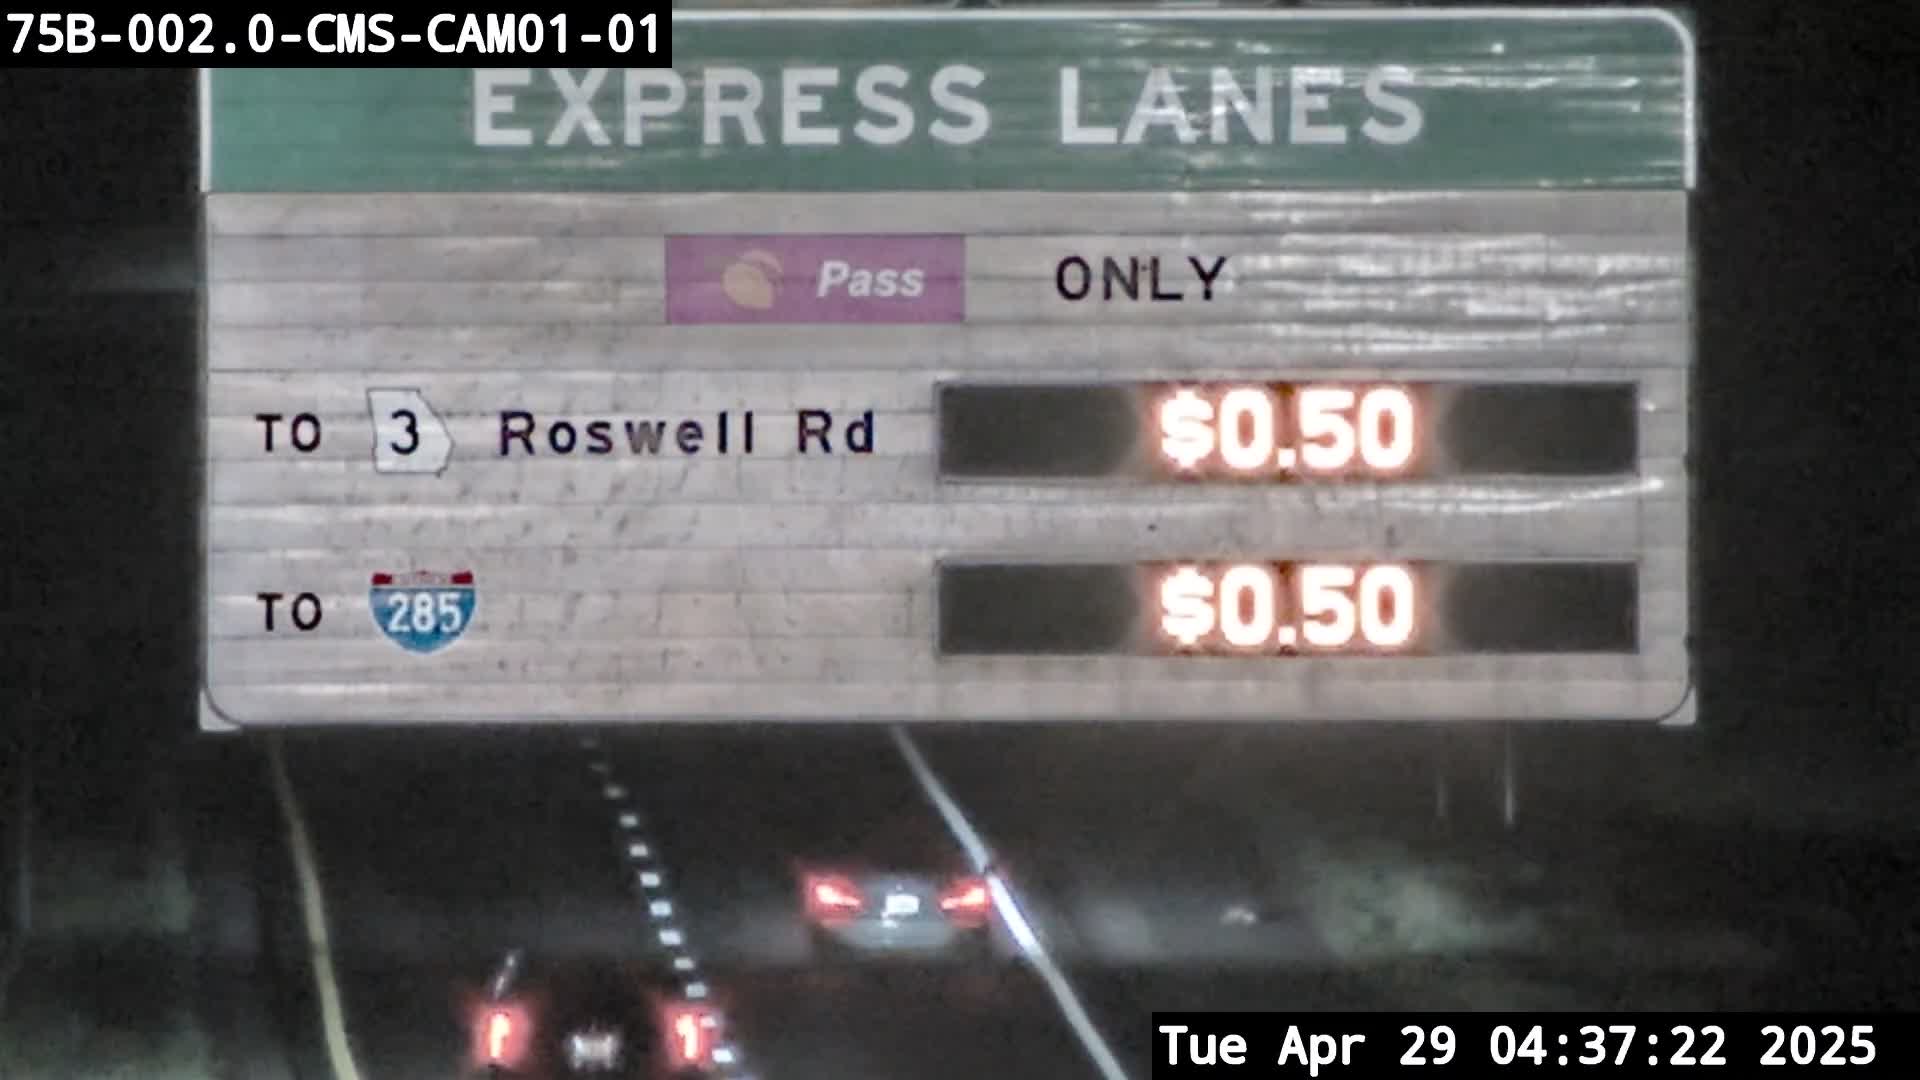 75B-002.0-CMS-CAM01-01
EXPRESS LANES
Pass ONLY
TO 3 Roswell Rd $0.50
TO 285 $0.50
Tue Apr 29 04:37:22 2025